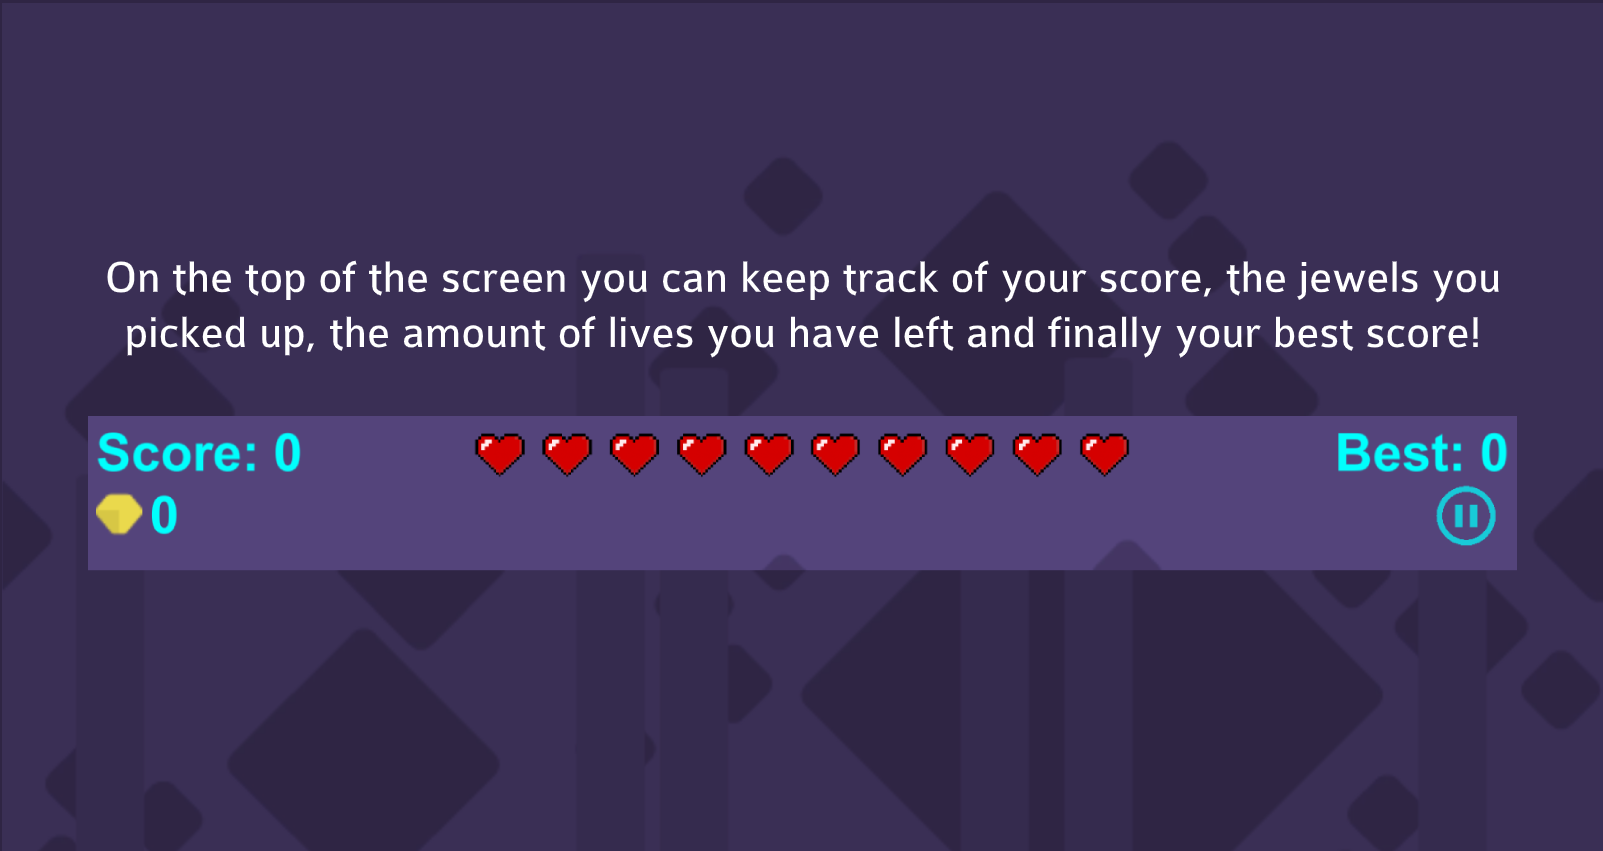 On the top of the screen you can keep track of your score, the jewels you
picked up, the amount of lives you have left and finally your best score!
Score: 0
Best: 0
0